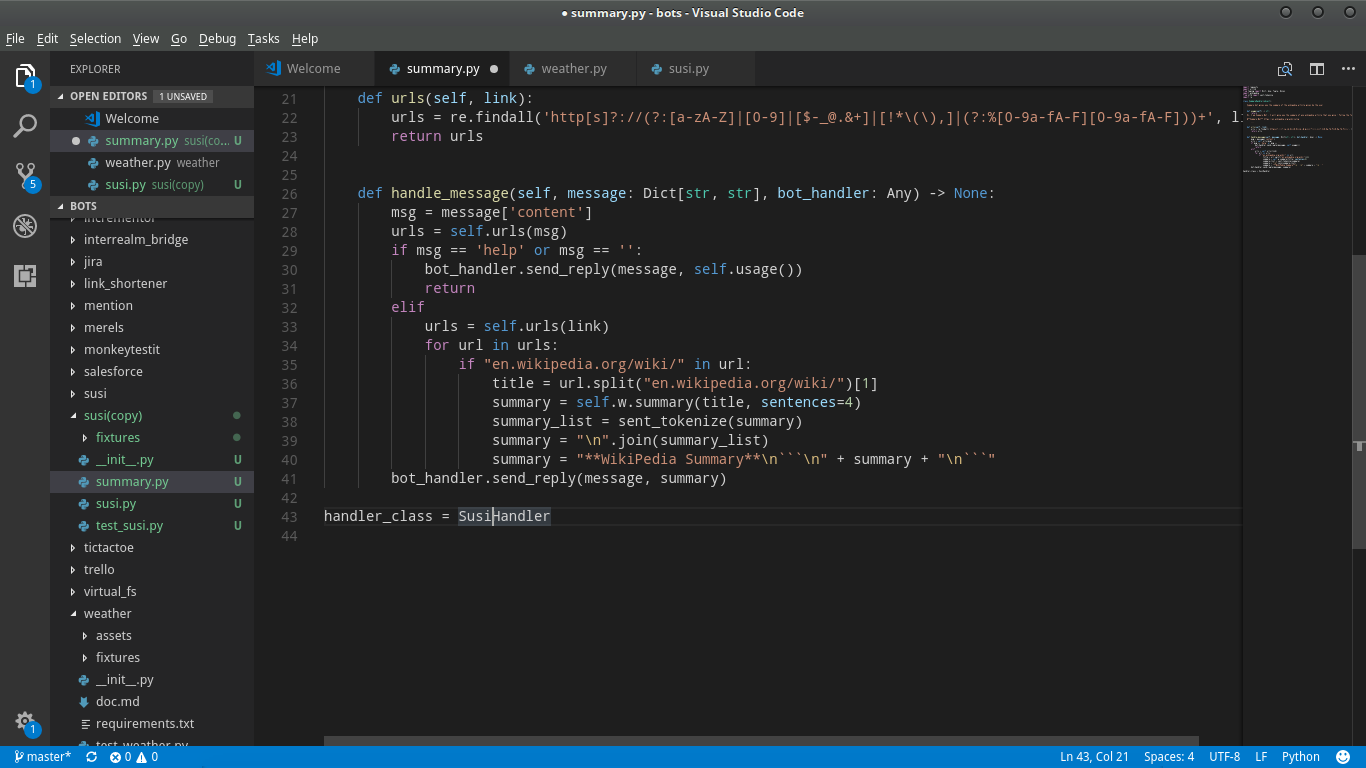 ● summary.py - bots - Visual Studio Code
File Edit Selection View Go Debug Tasks Help
EXPLORER
OPEN EDITORS 1 UNSAVED
Welcome
summary.py susi(co... U
weather.py weather
susi.py susi(copy) U
BOTS
incrementor
interrealm_bridge
jira
link_shortener
mention
merels
monkeytestit
salesforce
susi
susi(copy)
fixtures
__init__.py U
summary.py U
susi.py U
test_susi.py U
tictactoe
trello
virtual_fs
weather
assets
fixtures
__init__.py
doc.md
requirements.txt
test_weather.py
1
5
1
Welcome summary.py weather.py susi.py
21 def urls(self, link):
22 urls = re.findall('http[s]?://(?:[a-zA-Z]|[0-9]|[$-_@.&+]|[!*\(\),]|(?:%[0-9a-fA-F][0-9a-fA-F]))+', li
23 return urls
24
25
26 def handle_message(self, message: Dict[str, str], bot_handler: Any) -> None:
27 msg = message['content']
28 urls = self.urls(msg)
29 if msg == 'help' or msg == '':
30 bot_handler.send_reply(message, self.usage())
31 return
32 elif
33 urls = self.urls(link)
34 for url in urls:
35 if "en.wikipedia.org/wiki/" in url:
36 title = url.split("en.wikipedia.org/wiki/")[1]
37 summary = self.w.summary(title, sentences=4)
38 summary_list = sent_tokenize(summary)
39 summary = "\n".join(summary_list)
40 summary = "**WikiPedia Summary**\n```\n" + summary + "\n```"
41 bot_handler.send_reply(message, summary)
42
43 handler_class = SusiHandler
44
master* 0 0 Ln 43, Col 21 Spaces: 4 UTF-8 LF Python